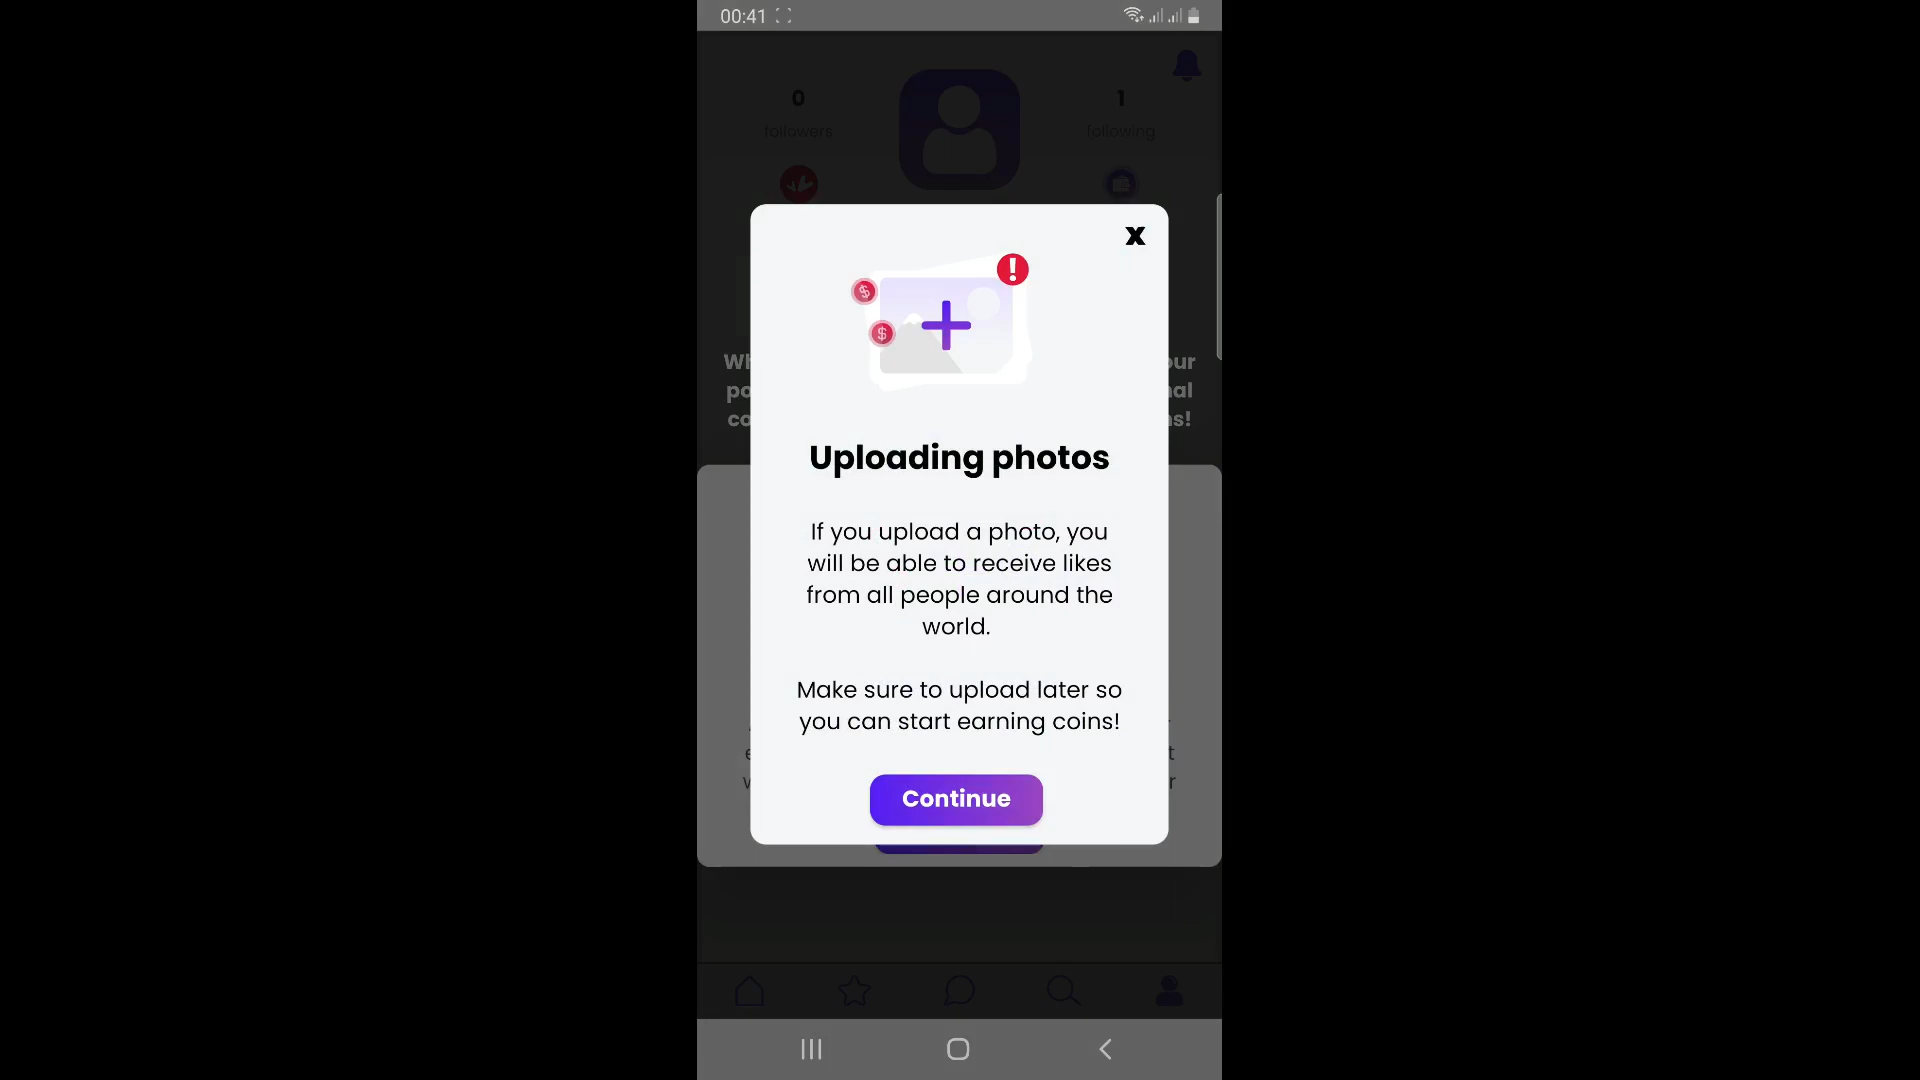 00:41
0
1
followers
following
X
Uploading photos
If you upload a photo, you
will be able to receive likes
from all people around the
world.
Make sure to upload later so
you can start earning coins!
Continue